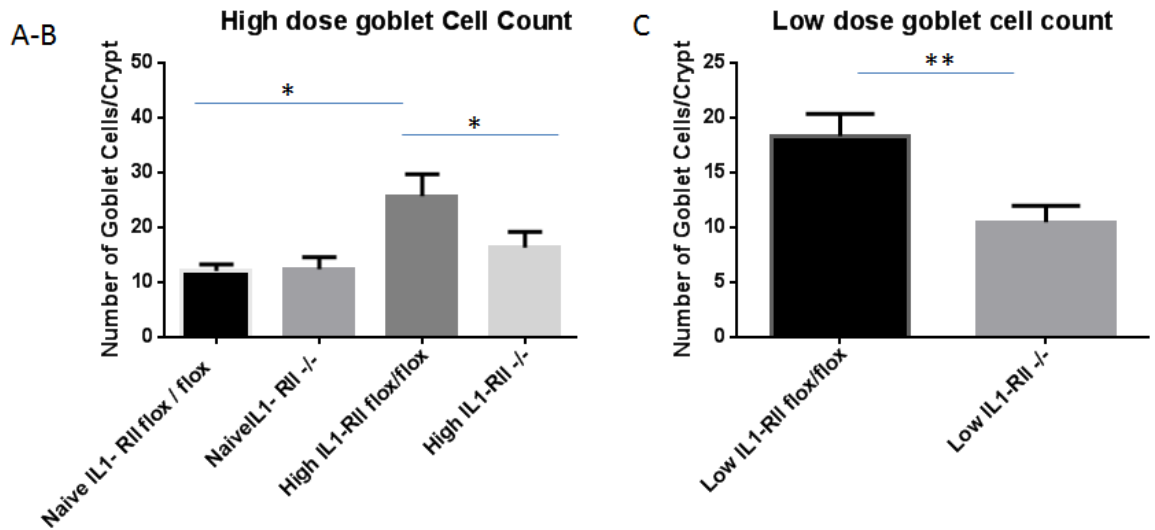 A-B
High dose goblet Cell Count
Number of Goblet Cells/Crypt
50
40
30
20
10
0
*
*
Naive IL1- RII flox / flox
NaiveIL1- RII -/-
High IL1-RII flox/flox
High IL1-RII -/-
C
Low dose goblet cell count
Number of Goblet Cells/Crypt
25
20
15
10
5
0
**
Low IL1-RII flox/flox
Low IL1-RII -/-